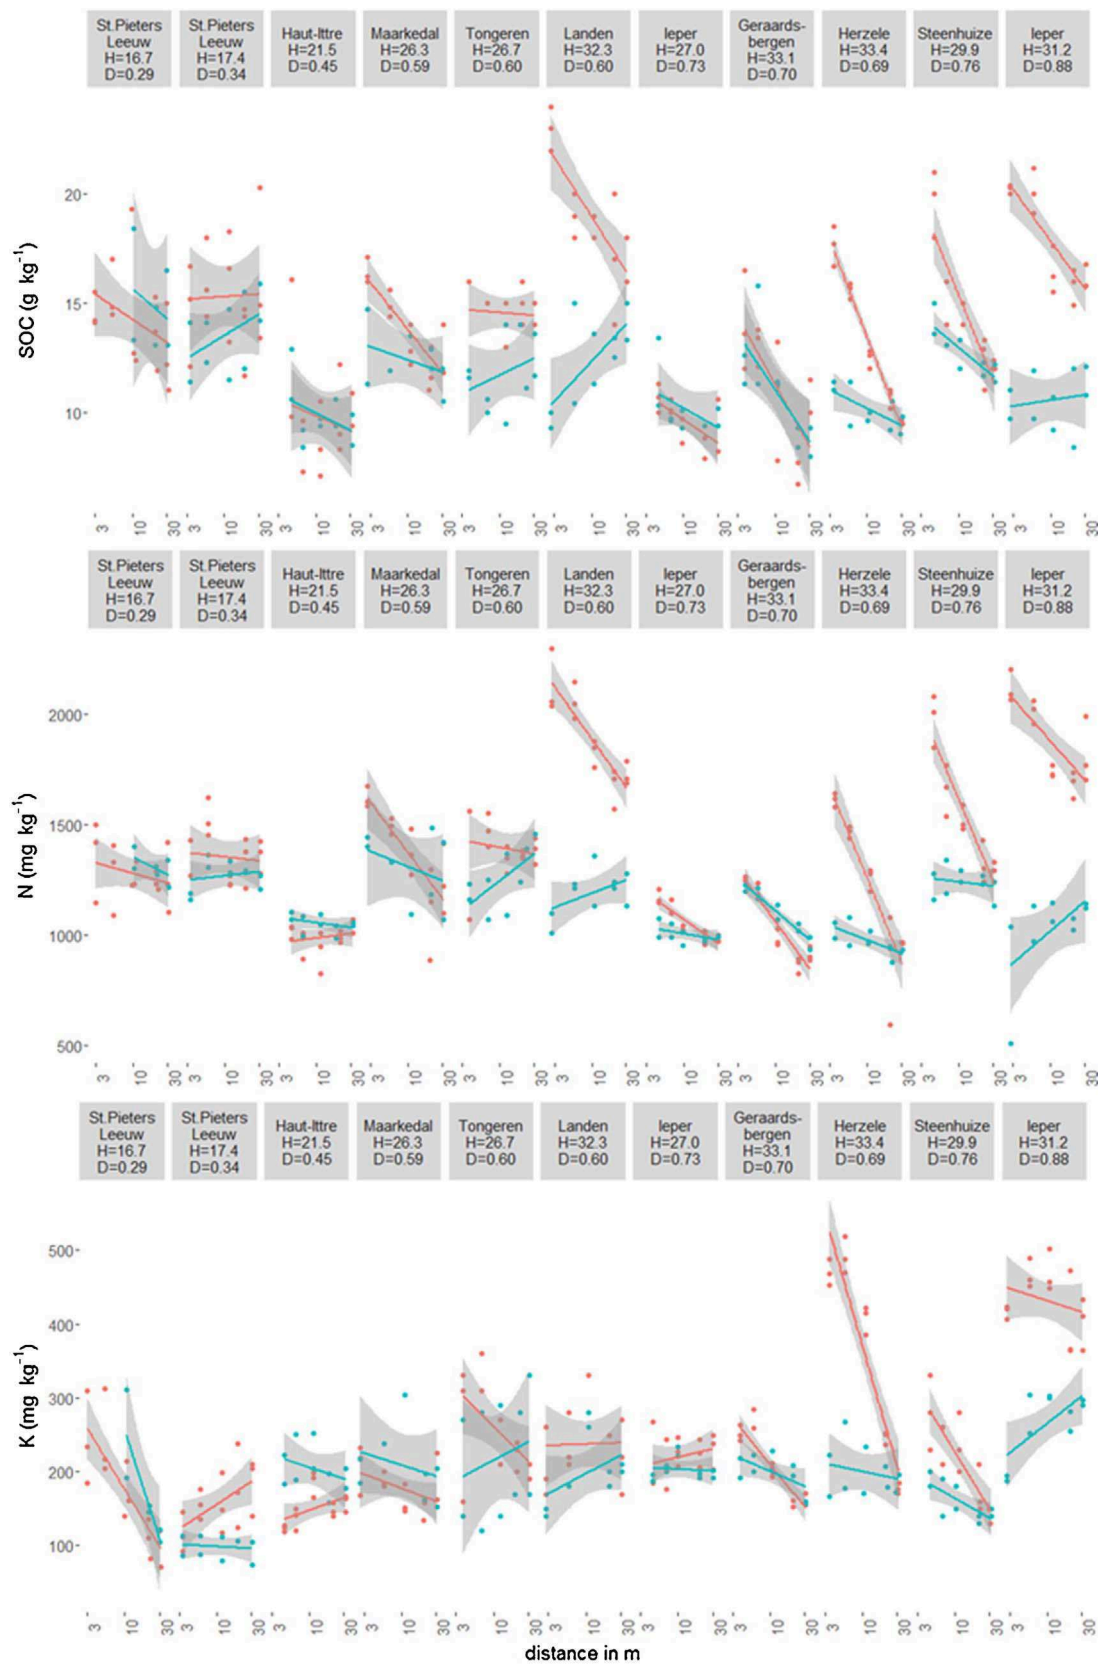 St.Pieters
Leeuw
H=16.7
D=0.29
St.Pieters
Leeuw
H=17.4
D=0.34
Haut-Ittre
H=21.5
D=0.45
Maarkedal
H=26.3
D=0.59
Tongeren
H=26.7
D=0.60
Landen
H=32.3
D=0.60
Ieper
H=27.0
D=0.73
Geraards-
bergen
H=33.1
D=0.70
Herzele
H=33.4
D=0.69
Steenhuize
H=29.9
D=0.76
Ieper
H=31.2
D=0.88
SOC (g kg⁻¹)
20
15
10
3 10 30 3 10 30 3 10 30 3 10 30 3 10 30 3 10 30 3 10 30 3 10 30 3 10 30 3 10 30 3 10 30
St.Pieters
Leeuw
H=16.7
D=0.29
St.Pieters
Leeuw
H=17.4
D=0.34
Haut-Ittre
H=21.5
D=0.45
Maarkedal
H=26.3
D=0.59
Tongeren
H=26.7
D=0.60
Landen
H=32.3
D=0.60
Ieper
H=27.0
D=0.73
Geraards-
bergen
H=33.1
D=0.70
Herzele
H=33.4
D=0.69
Steenhuize
H=29.9
D=0.76
Ieper
H=31.2
D=0.88
N (mg kg⁻¹)
2000
1500
1000
500
3 10 30 3 10 30 3 10 30 3 10 30 3 10 30 3 10 30 3 10 30 3 10 30 3 10 30 3 10 30 3 10 30
St.Pieters
Leeuw
H=16.7
D=0.29
St.Pieters
Leeuw
H=17.4
D=0.34
Haut-Ittre
H=21.5
D=0.45
Maarkedal
H=26.3
D=0.59
Tongeren
H=26.7
D=0.60
Landen
H=32.3
D=0.60
Ieper
H=27.0
D=0.73
Geraards-
bergen
H=33.1
D=0.70
Herzele
H=33.4
D=0.69
Steenhuize
H=29.9
D=0.76
Ieper
H=31.2
D=0.88
K (mg kg⁻¹)
500
400
300
200
100
3 10 30 3 10 30 3 10 30 3 10 30 3 10 30 3 10 30 3 10 30 3 10 30 3 10 30 3 10 30 3 10 30
distance in m